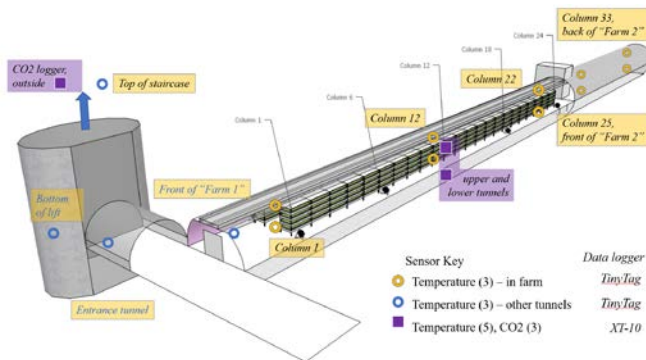 Column 33,
back of "Farm 2"
Column 24
CO2 logger,
outside
Top of staircase
Column 18
Column 22
Column 12
Column 12
Column 6
Column 25,
front of "Farm 2"
Column 1
Front of "Farm 1"
upper and
lower tunnels
Bottom
of lift
Column 1
Entrance tunnel
Sensor Key
Data logger
Temperature (3) – in farm
TinyTag
Temperature (3) – other tunnels
TinyTag
Temperature (5), CO2 (3)
XT-10